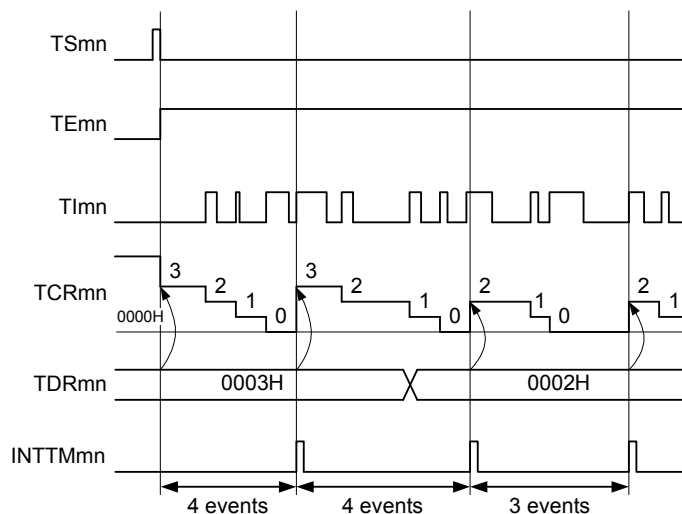 TSmn
TEmn
TImn
TCRmn
3 2 1 0 3 2 1 0 2 1 0 2 1
0000H
TDRmn 0003H 0002H
INTTMmn
4 events 4 events 3 events